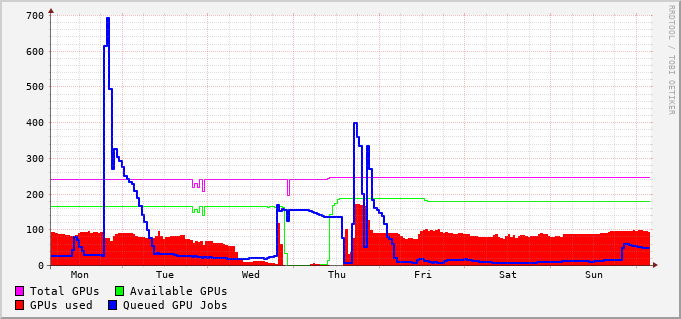 700
600
500
400
300
200
100
0
Mon Tue Wed Thu Fri Sat Sun
Total GPUs Available GPUs
GPUs used Queued GPU Jobs
RRDTOOL / TOBI OETIKER